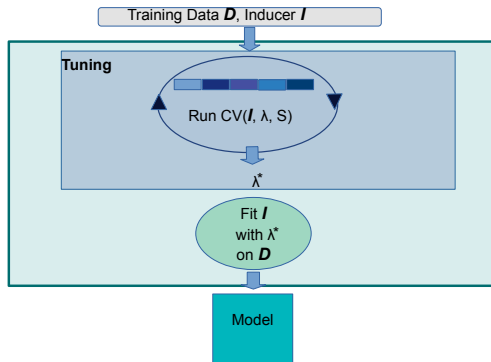 Training Data D, Inducer I
Tuning
Run CV(I, λ, S)
λ*
Fit I
with λ*
on D
Model